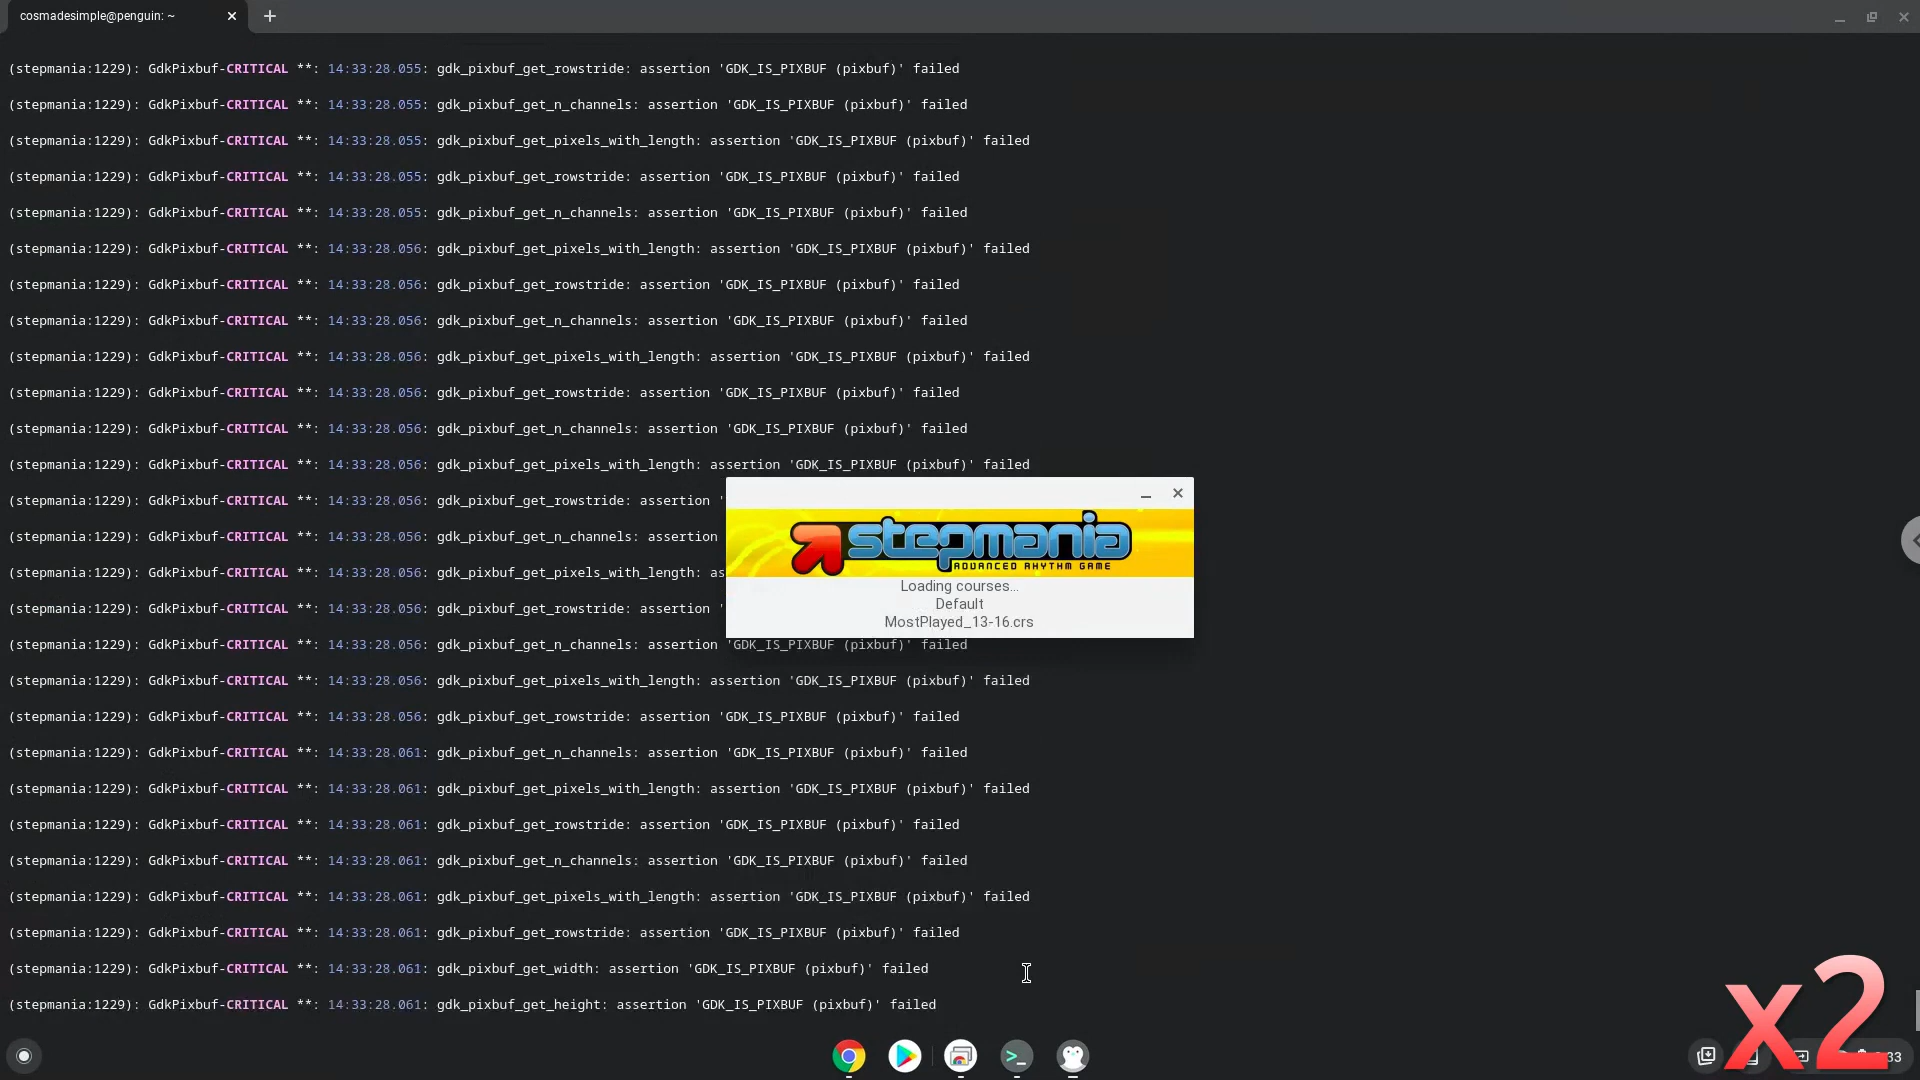 cosmadesimple@penguin: ~
(stepmania:1229): GdkPixbuf-CRITICAL **: 14:33:28.055: gdk_pixbuf_get_rowstride: assertion 'GDK_IS_PIXBUF (pixbuf)' failed
(stepmania:1229): GdkPixbuf-CRITICAL **: 14:33:28.055: gdk_pixbuf_get_n_channels: assertion 'GDK_IS_PIXBUF (pixbuf)' failed
(stepmania:1229): GdkPixbuf-CRITICAL **: 14:33:28.055: gdk_pixbuf_get_pixels_with_length: assertion 'GDK_IS_PIXBUF (pixbuf)' failed
(stepmania:1229): GdkPixbuf-CRITICAL **: 14:33:28.055: gdk_pixbuf_get_rowstride: assertion 'GDK_IS_PIXBUF (pixbuf)' failed
(stepmania:1229): GdkPixbuf-CRITICAL **: 14:33:28.055: gdk_pixbuf_get_n_channels: assertion 'GDK_IS_PIXBUF (pixbuf)' failed
(stepmania:1229): GdkPixbuf-CRITICAL **: 14:33:28.056: gdk_pixbuf_get_pixels_with_length: assertion 'GDK_IS_PIXBUF (pixbuf)' failed
(stepmania:1229): GdkPixbuf-CRITICAL **: 14:33:28.056: gdk_pixbuf_get_rowstride: assertion 'GDK_IS_PIXBUF (pixbuf)' failed
(stepmania:1229): GdkPixbuf-CRITICAL **: 14:33:28.056: gdk_pixbuf_get_n_channels: assertion 'GDK_IS_PIXBUF (pixbuf)' failed
(stepmania:1229): GdkPixbuf-CRITICAL **: 14:33:28.056: gdk_pixbuf_get_pixels_with_length: assertion 'GDK_IS_PIXBUF (pixbuf)' failed
(stepmania:1229): GdkPixbuf-CRITICAL **: 14:33:28.056: gdk_pixbuf_get_rowstride: assertion 'GDK_IS_PIXBUF (pixbuf)' failed
(stepmania:1229): GdkPixbuf-CRITICAL **: 14:33:28.056: gdk_pixbuf_get_n_channels: assertion 'GDK_IS_PIXBUF (pixbuf)' failed
(stepmania:1229): GdkPixbuf-CRITICAL **: 14:33:28.056: gdk_pixbuf_get_pixels_with_length: assertion 'GDK_IS_PIXBUF (pixbuf)' failed
(stepmania:1229): GdkPixbuf-CRITICAL **: 14:33:28.056: gdk_pixbuf_get_rowstride: assertion '
(stepmania:1229): GdkPixbuf-CRITICAL **: 14:33:28.056: gdk_pixbuf_get_n_channels: assertion
(stepmania:1229): GdkPixbuf-CRITICAL **: 14:33:28.056: gdk_pixbuf_get_pixels_with_length: as
(stepmania:1229): GdkPixbuf-CRITICAL **: 14:33:28.056: gdk_pixbuf_get_rowstride: assertion '
(stepmania:1229): GdkPixbuf-CRITICAL **: 14:33:28.056: gdk_pixbuf_get_n_channels: assertion 'GDK_IS_PIXBUF (pixbuf)' failed
(stepmania:1229): GdkPixbuf-CRITICAL **: 14:33:28.056: gdk_pixbuf_get_pixels_with_length: assertion 'GDK_IS_PIXBUF (pixbuf)' failed
(stepmania:1229): GdkPixbuf-CRITICAL **: 14:33:28.056: gdk_pixbuf_get_rowstride: assertion 'GDK_IS_PIXBUF (pixbuf)' failed
(stepmania:1229): GdkPixbuf-CRITICAL **: 14:33:28.061: gdk_pixbuf_get_n_channels: assertion 'GDK_IS_PIXBUF (pixbuf)' failed
(stepmania:1229): GdkPixbuf-CRITICAL **: 14:33:28.061: gdk_pixbuf_get_pixels_with_length: assertion 'GDK_IS_PIXBUF (pixbuf)' failed
(stepmania:1229): GdkPixbuf-CRITICAL **: 14:33:28.061: gdk_pixbuf_get_rowstride: assertion 'GDK_IS_PIXBUF (pixbuf)' failed
(stepmania:1229): GdkPixbuf-CRITICAL **: 14:33:28.061: gdk_pixbuf_get_n_channels: assertion 'GDK_IS_PIXBUF (pixbuf)' failed
(stepmania:1229): GdkPixbuf-CRITICAL **: 14:33:28.061: gdk_pixbuf_get_pixels_with_length: assertion 'GDK_IS_PIXBUF (pixbuf)' failed
(stepmania:1229): GdkPixbuf-CRITICAL **: 14:33:28.061: gdk_pixbuf_get_rowstride: assertion 'GDK_IS_PIXBUF (pixbuf)' failed
(stepmania:1229): GdkPixbuf-CRITICAL **: 14:33:28.061: gdk_pixbuf_get_width: assertion 'GDK_IS_PIXBUF (pixbuf)' failed
(stepmania:1229): GdkPixbuf-CRITICAL **: 14:33:28.061: gdk_pixbuf_get_height: assertion 'GDK_IS_PIXBUF (pixbuf)' failed
stepmania
ADVANCED RHYTHM GAME
Loading courses...
Default
MostPlayed_13-16.crs
x2